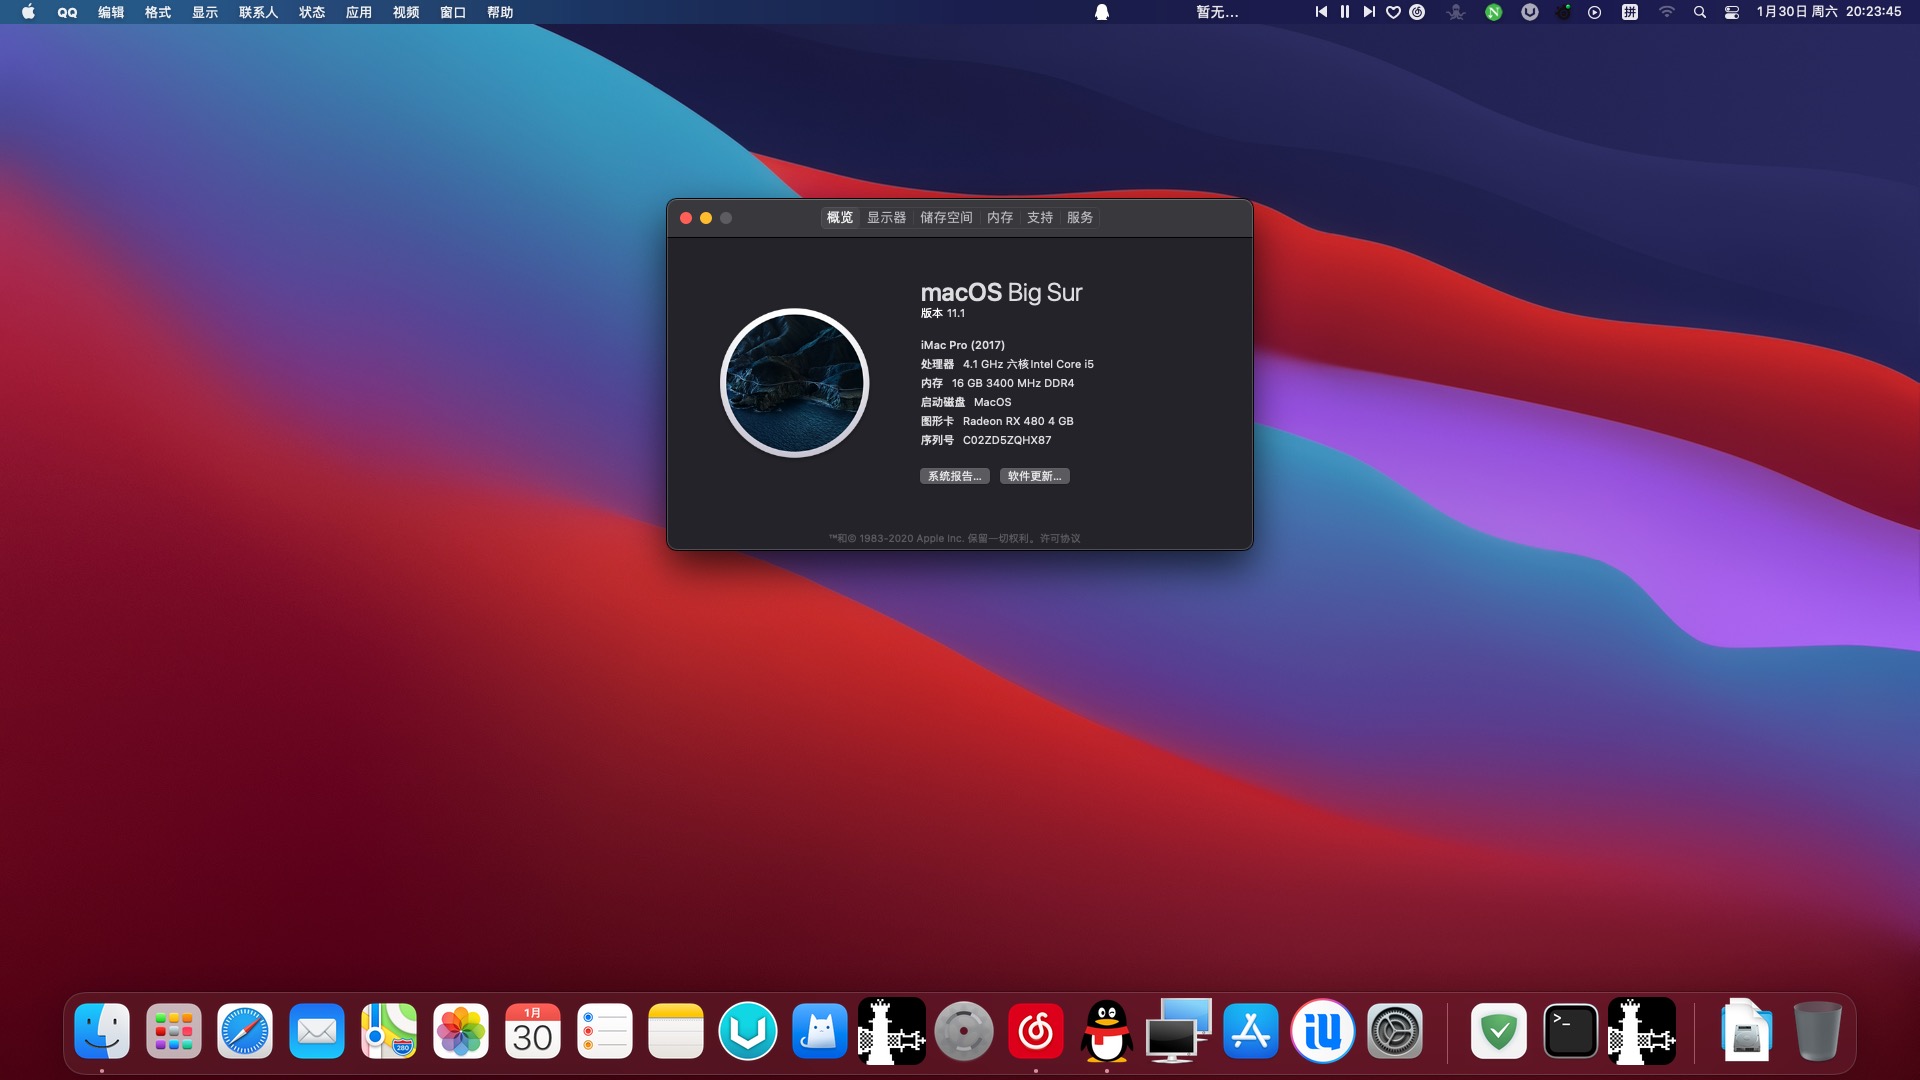 QQ 编辑 格式 显示 联系人 状态 应用 视频 窗口 帮助 暂无... N 拼 1月30日 周六 20:23:45
概览 显示器 储存空间 内存 支持 服务
macOS Big Sur
版本 11.1
iMac Pro (2017)
处理器 4.1 GHz 六核Intel Core i5
内存 16 GB 3400 MHz DDR4
启动磁盘 MacOS
图形卡 Radeon RX 480 4 GB
序列号 C02ZD5ZQHX87
系统报告... 软件更新...
™和© 1983-2020 Apple Inc. 保留一切权利。许可协议
1月
30
280
>_